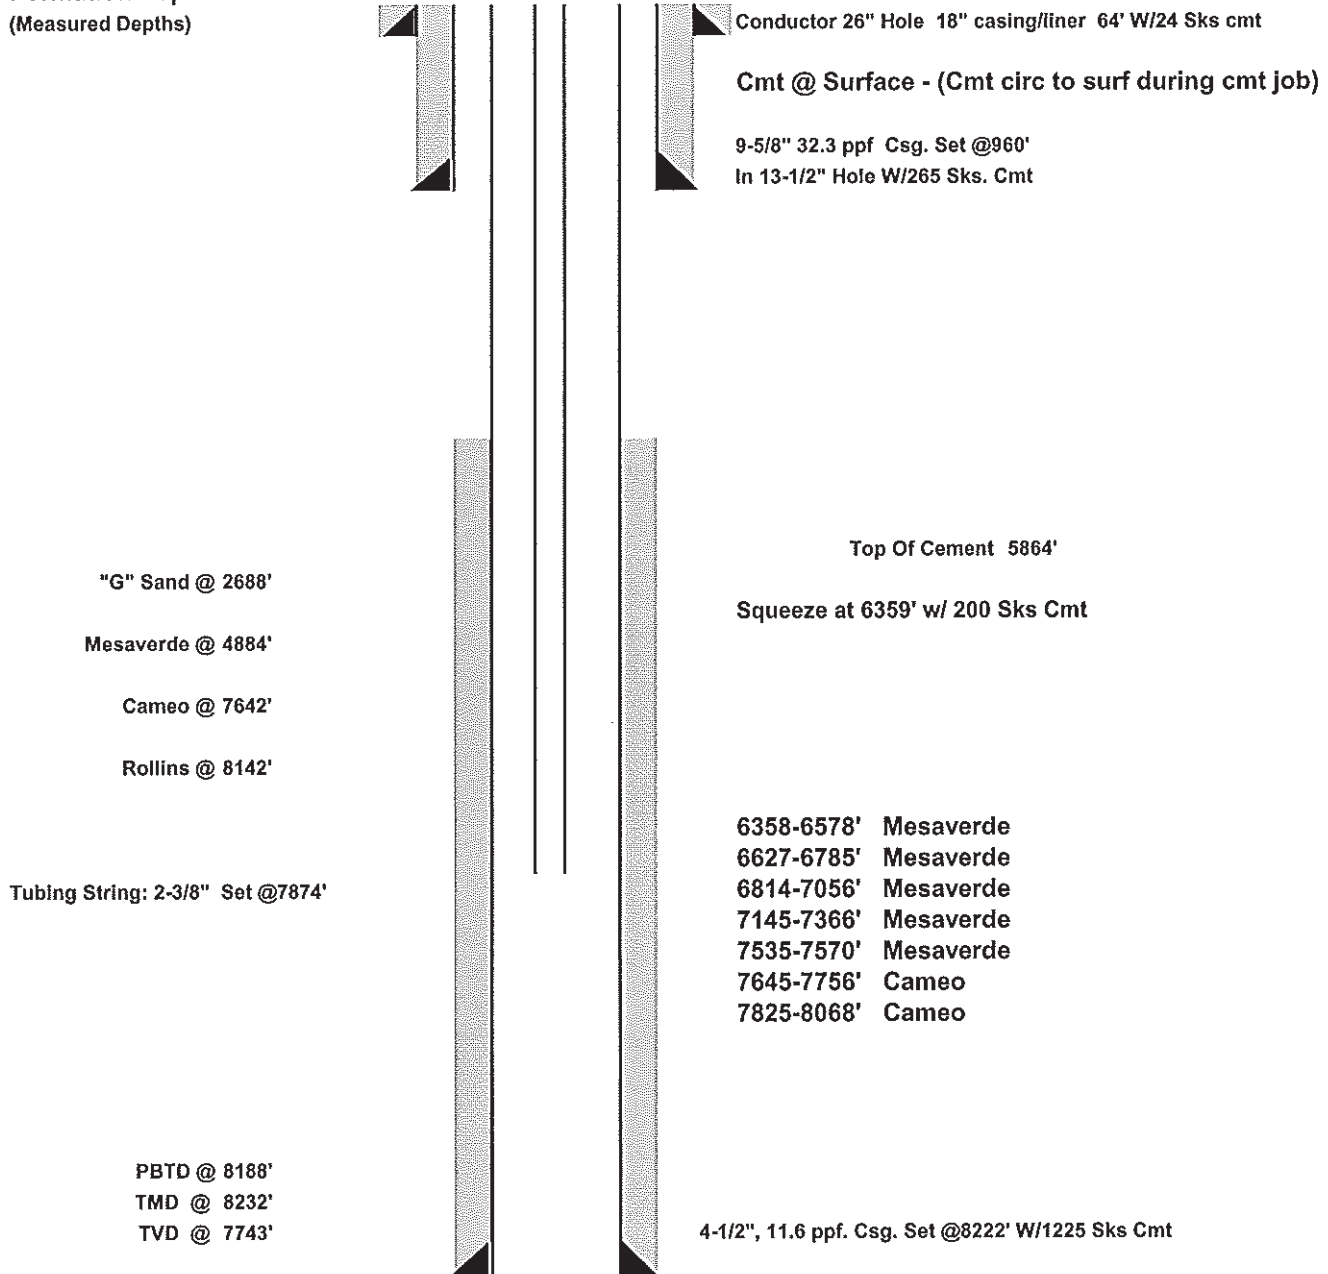 (Measured Depths)
Conductor 26" Hole 18" casing/liner 64' W/24 Sks cmt
Cmt @ Surface - (Cmt circ to surf during cmt job)
9-5/8" 32.3 ppf Csg. Set @960'
In 13-1/2" Hole W/265 Sks. Cmt
Top Of Cement 5864'
"G" Sand @ 2688'
Squeeze at 6359' w/ 200 Sks Cmt
Mesaverde @ 4884'
Cameo @ 7642'
Rollins @ 8142'
6358-6578' Mesaverde
6627-6785' Mesaverde
6814-7056' Mesaverde
7145-7366' Mesaverde
7535-7570' Mesaverde
7645-7756' Cameo
7825-8068' Cameo
Tubing String: 2-3/8" Set @7874'
PBTD @ 8188'
TMD @ 8232'
TVD @ 7743'
4-1/2", 11.6 ppf. Csg. Set @8222' W/1225 Sks Cmt